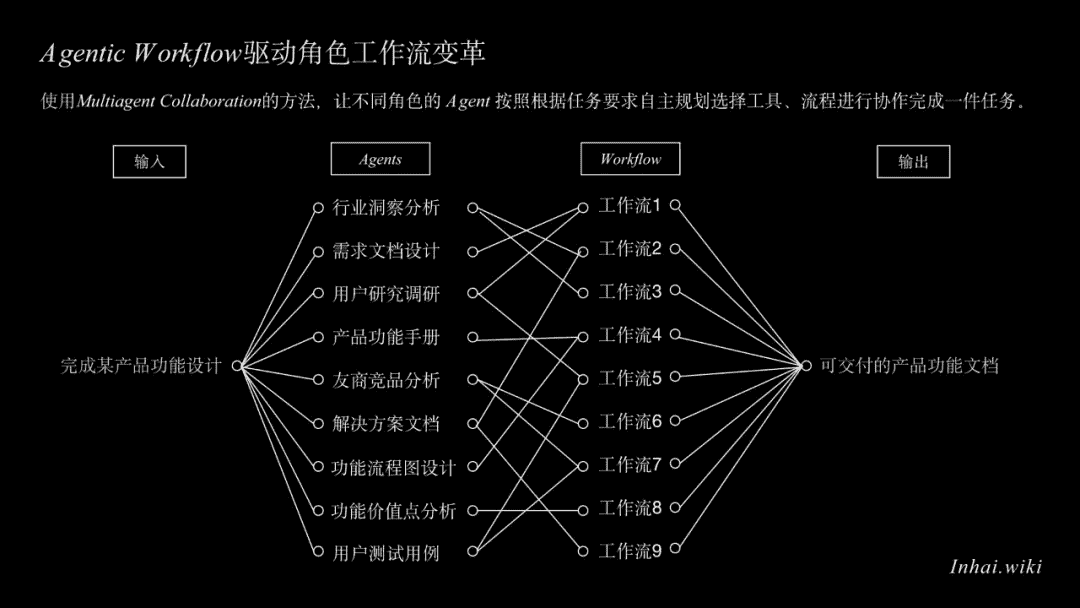 Agentic Workflow驱动角色工作流变革
使用Multiagent Collaboration的方法，让不同角色的 Agent 按照根据任务要求自主规划选择工具、流程进行协作完成一件任务。
输入 Agents Workflow 输出
行业洞察分析 工作流1
需求文档设计 工作流2
用户研究调研 工作流3
产品功能手册 工作流4
完成某产品功能设计 可交付的产品功能文档
友商竞品分析 工作流5
解决方案文档 工作流6
功能流程图设计 工作流7
功能价值点分析 工作流8
用户测试用例 工作流9
Inhai.wiki